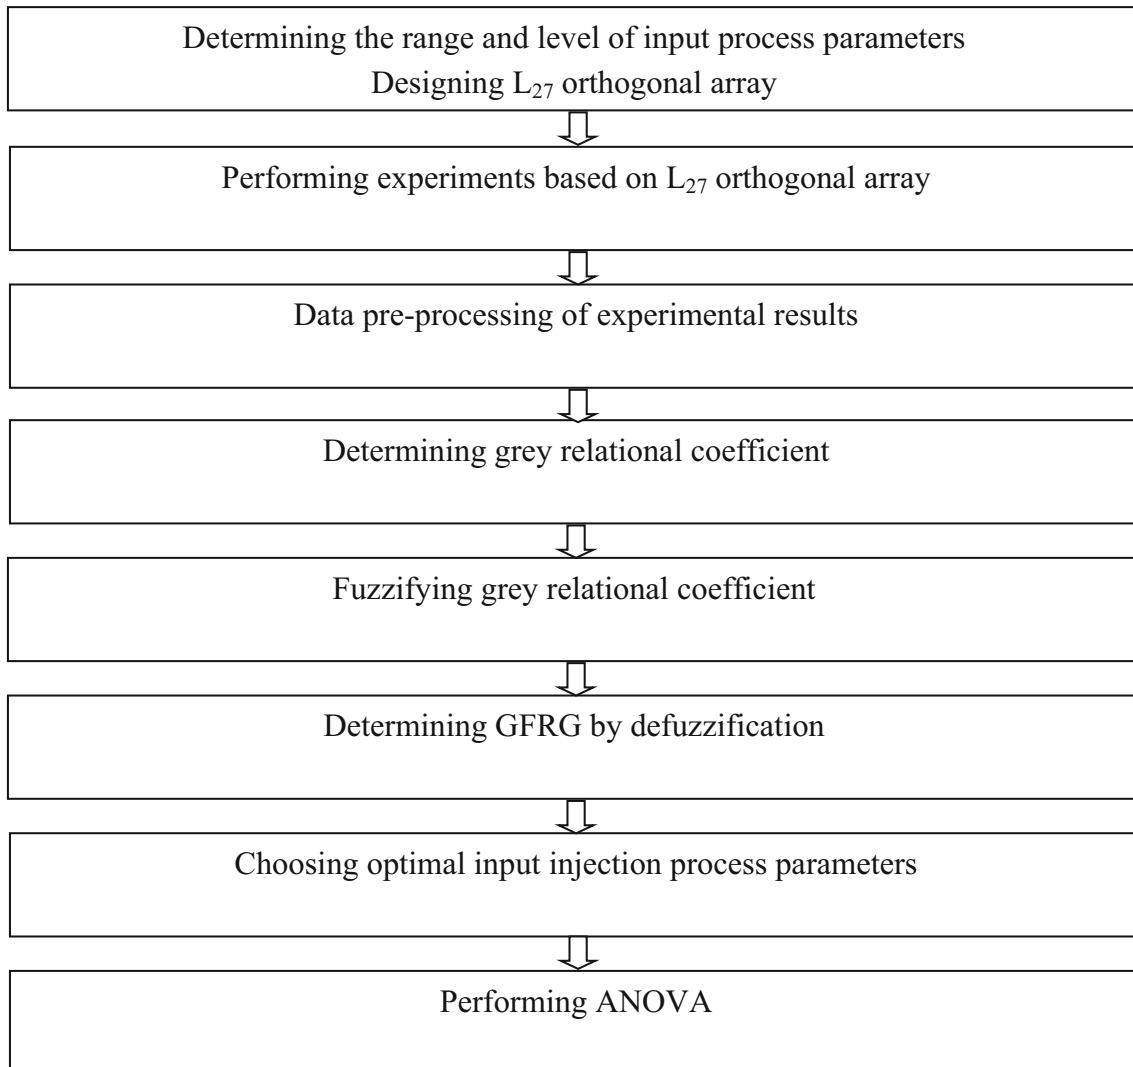 Determining the range and level of input process parameters
Designing L₂₇ orthogonal array
Performing experiments based on L₂₇ orthogonal array
Data pre-processing of experimental results
Determining grey relational coefficient
Fuzzifying grey relational coefficient
Determining GFRG by defuzzification
Choosing optimal input injection process parameters
Performing ANOVA